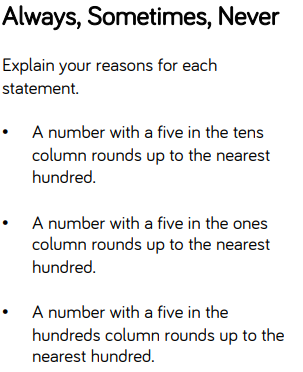 Always, Sometimes, Never
Explain your reasons for each
statement.
• A number with a five in the tens
column rounds up to the nearest
hundred.
• A number with a five in the ones
column rounds up to the nearest
hundred.
• A number with a five in the
hundreds column rounds up to the
nearest hundred.